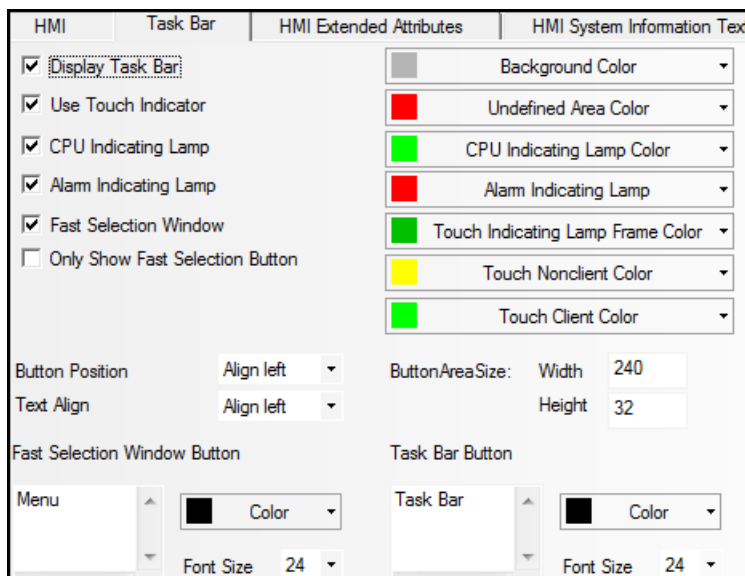 HMI Task Bar HMI Extended Attributes HMI System Information Tex
Display Task Bar Background Color
Use Touch Indicator Undefined Area Color
CPU Indicating Lamp CPU Indicating Lamp Color
Alarm Indicating Lamp Alarm Indicating Lamp
Fast Selection Window Touch Indicating Lamp Frame Color
Only Show Fast Selection Button Touch Nonclient Color
Touch Client Color
Button Position Align left ButtonAreaSize: Width 240
Text Align Align left Height 32
Fast Selection Window Button Task Bar Button
Menu Color Task Bar Color
Font Size 24 Font Size 24